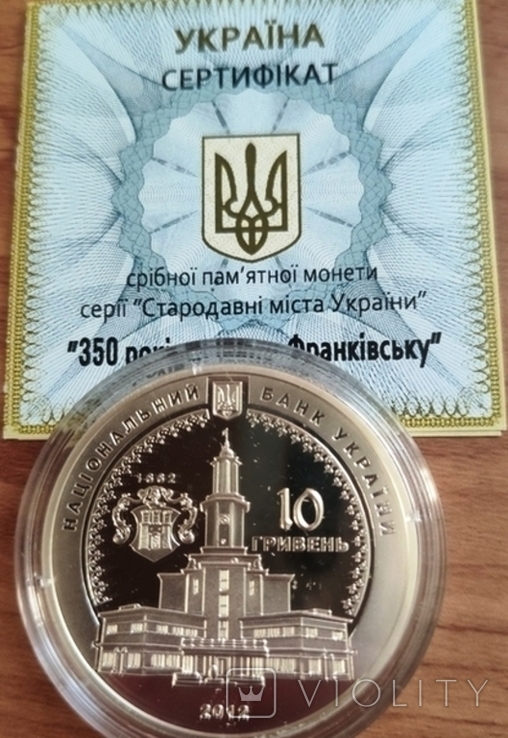 УКРАЇНА
СЕРТИФІКАТ
срібної пам'ятної монети
серії "Стародавні міста України"
"350 Франківську"
НАЦІОНАЛЬНИЙ БАНК УКРАЇНИ
1662
10
ГРИВЕНЬ
2012
VIOLITY